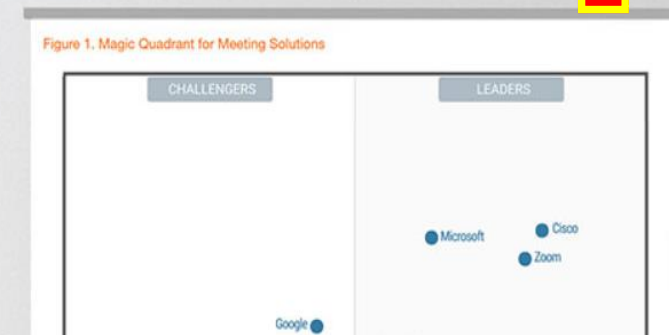 Figure 1. Magic Quadrant for Meeting Solutions
CHALLENGERS
LEADERS
Cisco
Microsoft
Zoom
Google